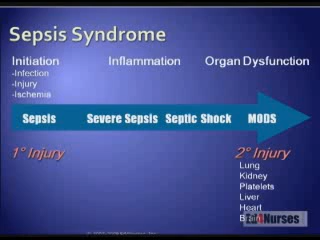 Sepsis Syndrome
Initiation Inflammation Organ Dysfunction
-Infection
-Injury
-Ischemia
Sepsis Severe Sepsis Septic Shock MODS
1° Injury 2° Injury
Lung
Kidney
Platelets
Liver
Heart
Brain
Nurses